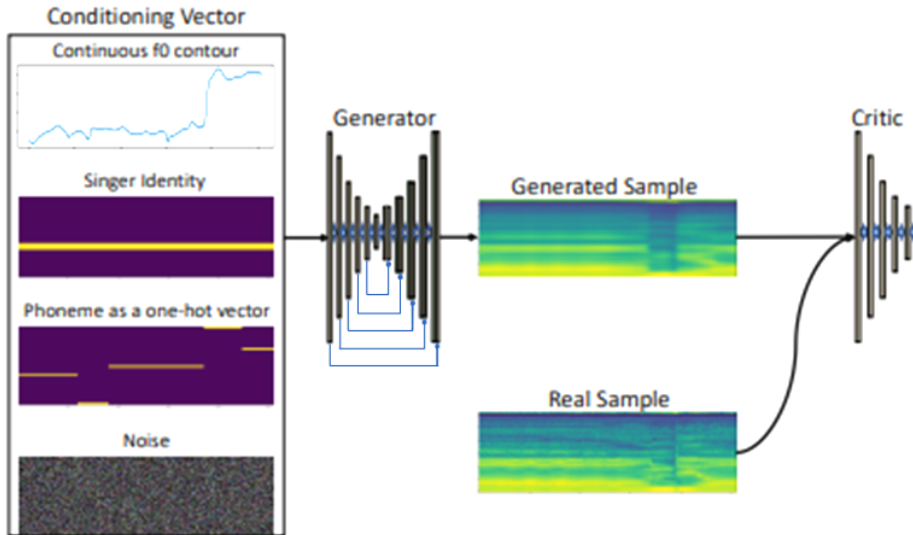 Conditioning Vector
Continuous f0 contour
Generator
Critic
Singer Identity
Generated Sample
Phoneme as a one-hot vector
Real Sample
Noise